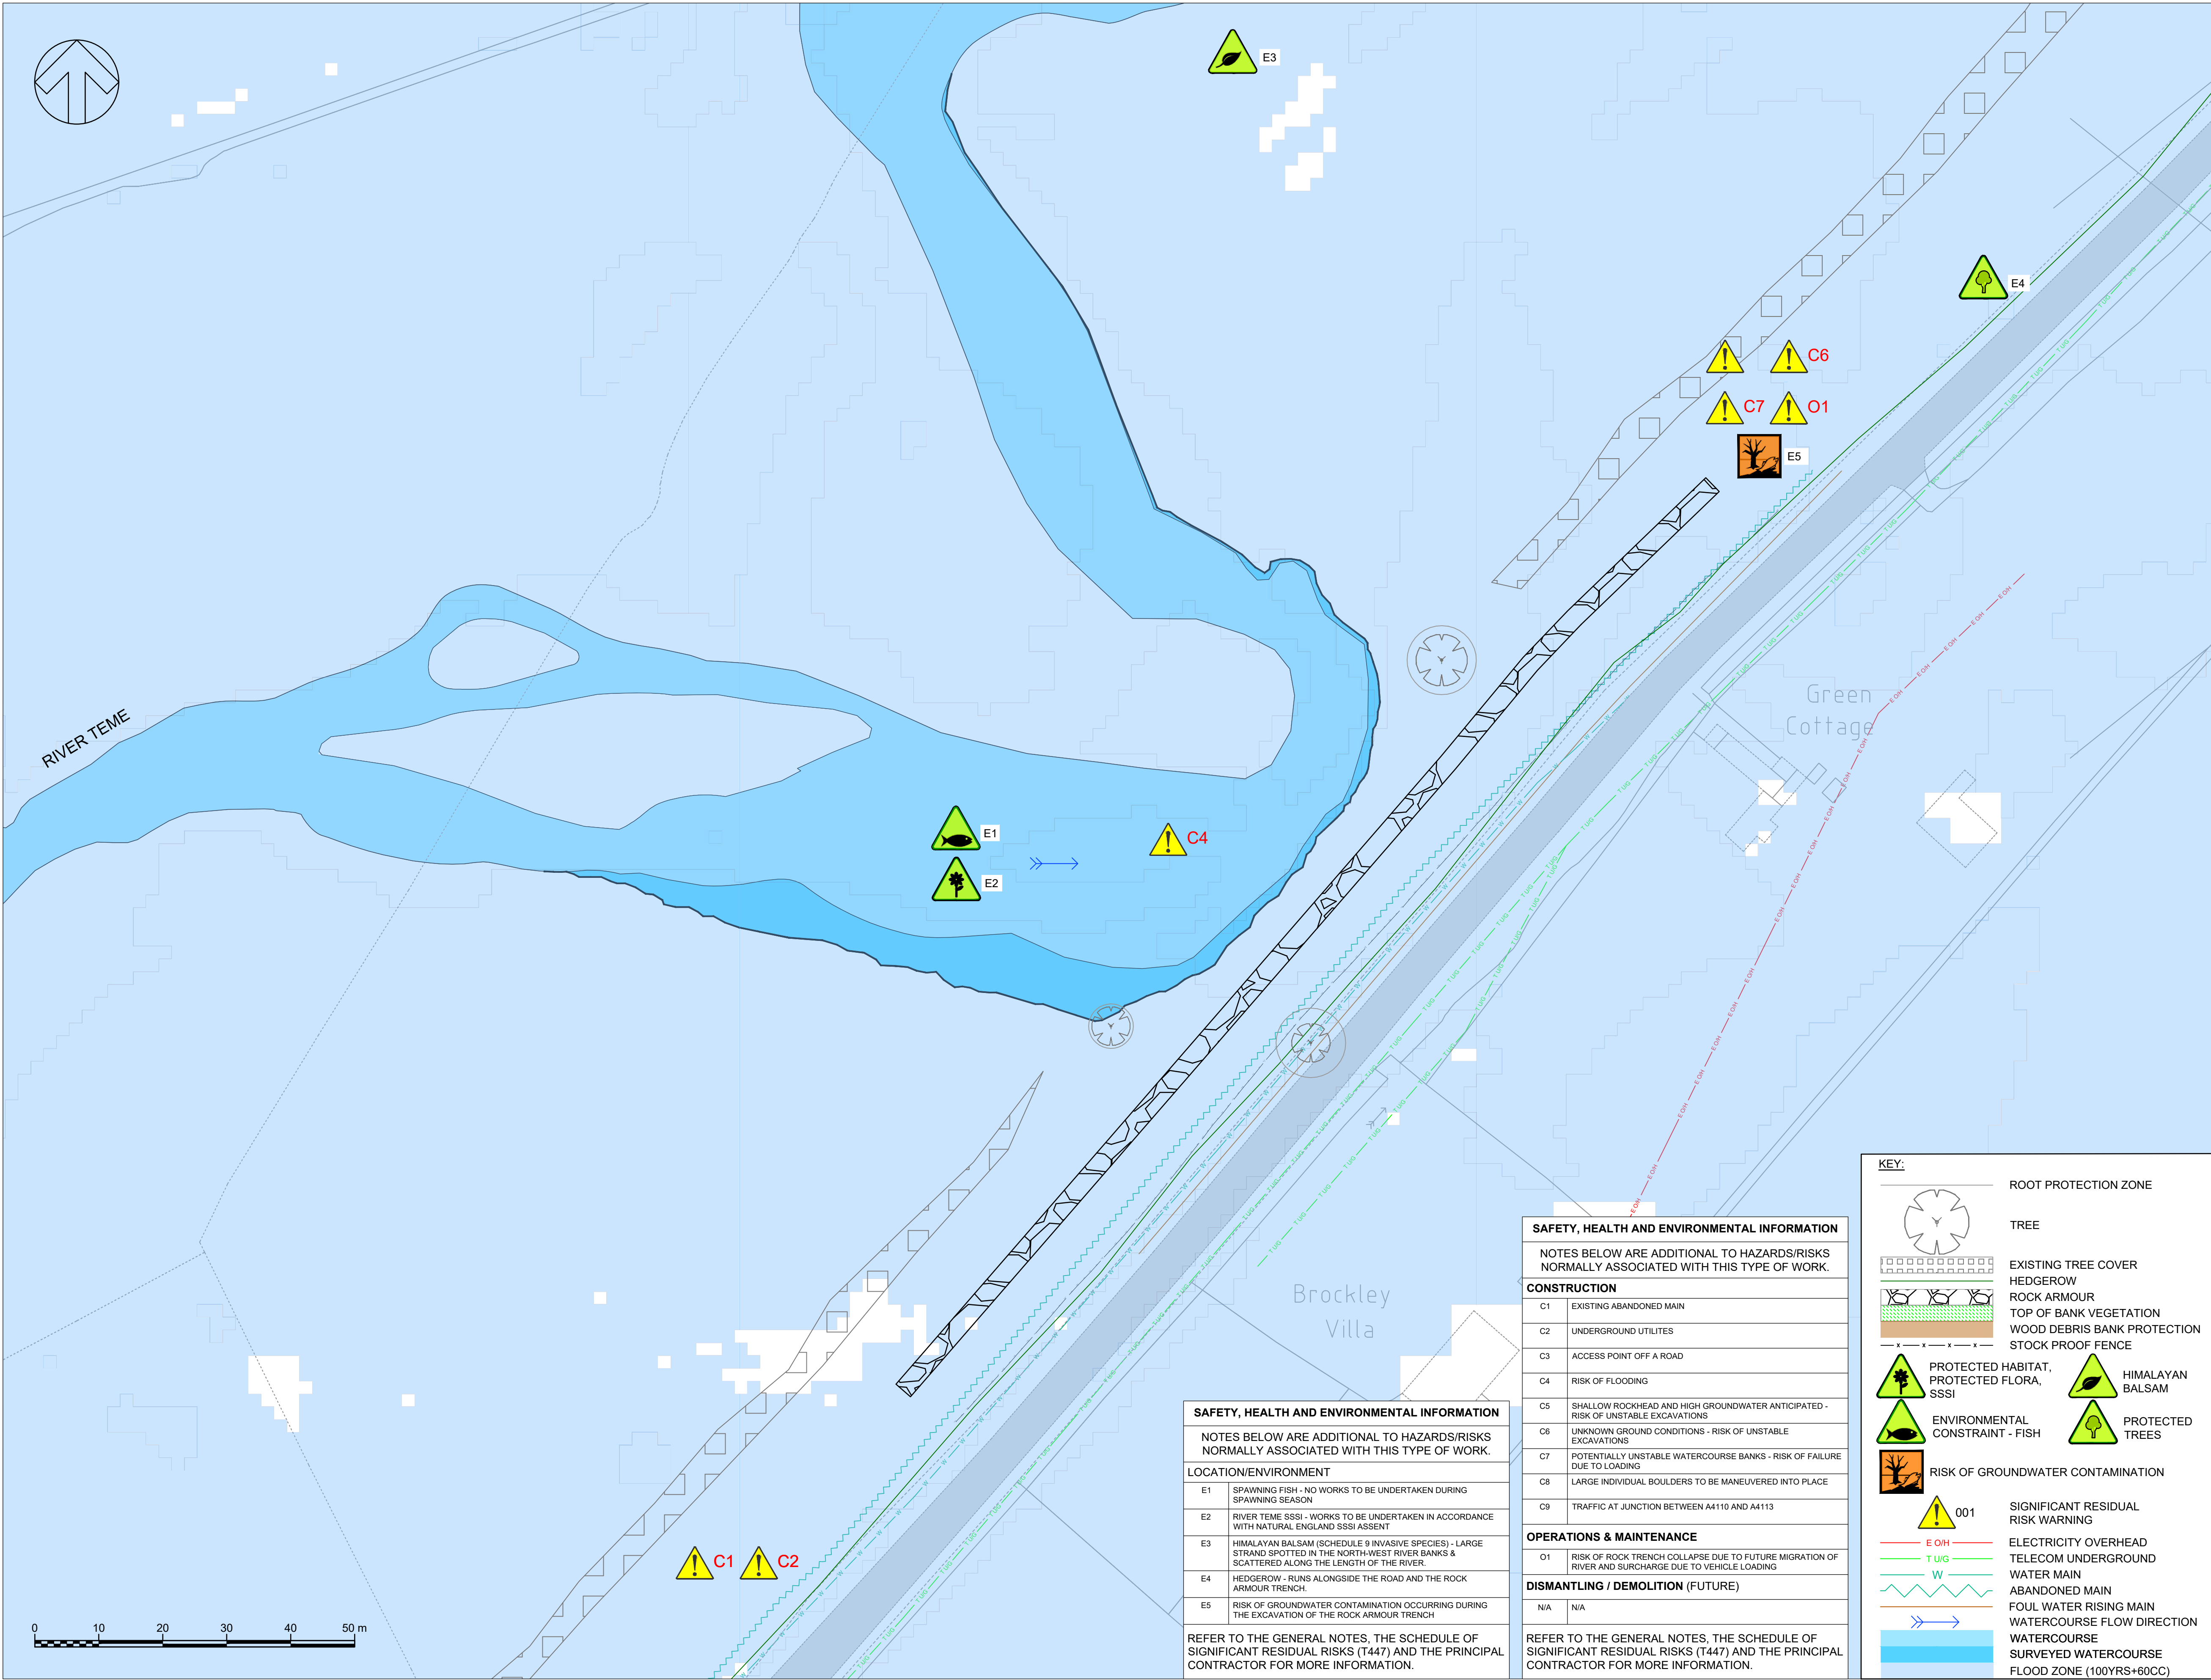 E3
E4
C6
C7
O1
E5
RIVER TEME
Green
Cottage
E1
C4
E2
Brockley
Villa
C1
C2
0 10 20 30 40 50 m
SAFETY, HEALTH AND ENVIRONMENTAL INFORMATION
NOTES BELOW ARE ADDITIONAL TO HAZARDS/RISKS
NORMALLY ASSOCIATED WITH THIS TYPE OF WORK.
LOCATION/ENVIRONMENT
E1 SPAWNING FISH - NO WORKS TO BE UNDERTAKEN DURING
SPAWNING SEASON
E2 RIVER TEME SSSI - WORKS TO BE UNDERTAKEN IN ACCORDANCE
WITH NATURAL ENGLAND SSSI ASSENT
E3 HIMALAYAN BALSAM (SCHEDULE 9 INVASIVE SPECIES) - LARGE
STRAND SPOTTED IN THE NORTH-WEST RIVER BANKS &
SCATTERED ALONG THE LENGTH OF THE RIVER.
E4 HEDGEROW - RUNS ALONGSIDE THE ROAD AND THE ROCK
ARMOUR TRENCH.
E5 RISK OF GROUNDWATER CONTAMINATION OCCURRING DURING
THE EXCAVATION OF THE ROCK ARMOUR TRENCH
REFER TO THE GENERAL NOTES, THE SCHEDULE OF
SIGNIFICANT RESIDUAL RISKS (T447) AND THE PRINCIPAL
CONTRACTOR FOR MORE INFORMATION.
SAFETY, HEALTH AND ENVIRONMENTAL INFORMATION
NOTES BELOW ARE ADDITIONAL TO HAZARDS/RISKS
NORMALLY ASSOCIATED WITH THIS TYPE OF WORK.
CONSTRUCTION
C1 EXISTING ABANDONED MAIN
C2 UNDERGROUND UTILITES
C3 ACCESS POINT OFF A ROAD
C4 RISK OF FLOODING
C5 SHALLOW ROCKHEAD AND HIGH GROUNDWATER ANTICIPATED -
RISK OF UNSTABLE EXCAVATIONS
C6 UNKNOWN GROUND CONDITIONS - RISK OF UNSTABLE
EXCAVATIONS
C7 POTENTIALLY UNSTABLE WATERCOURSE BANKS - RISK OF FAILURE
DUE TO LOADING
C8 LARGE INDIVIDUAL BOULDERS TO BE MANEUVERED INTO PLACE
C9 TRAFFIC AT JUNCTION BETWEEN A4110 AND A4113
OPERATIONS & MAINTENANCE
O1 RISK OF ROCK TRENCH COLLAPSE DUE TO FUTURE MIGRATION OF
RIVER AND SURCHARGE DUE TO VEHICLE LOADING
DISMANTLING / DEMOLITION (FUTURE)
N/A N/A
REFER TO THE GENERAL NOTES, THE SCHEDULE OF
SIGNIFICANT RESIDUAL RISKS (T447) AND THE PRINCIPAL
CONTRACTOR FOR MORE INFORMATION.
KEY:
ROOT PROTECTION ZONE
TREE
EXISTING TREE COVER
HEDGEROW
ROCK ARMOUR
TOP OF BANK VEGETATION
WOOD DEBRIS BANK PROTECTION
x x x x STOCK PROOF FENCE
PROTECTED HABITAT,
PROTECTED FLORA,
SSSI
HIMALAYAN
BALSAM
ENVIRONMENTAL
CONSTRAINT - FISH
PROTECTED
TREES
RISK OF GROUNDWATER CONTAMINATION
001 SIGNIFICANT RESIDUAL
RISK WARNING
E O/H ELECTRICITY OVERHEAD
T U/G TELECOM UNDERGROUND
W WATER MAIN
ABANDONED MAIN
FOUL WATER RISING MAIN
WATERCOURSE FLOW DIRECTION
WATERCOURSE
SURVEYED WATERCOURSE
FLOOD ZONE (100YRS+60CC)